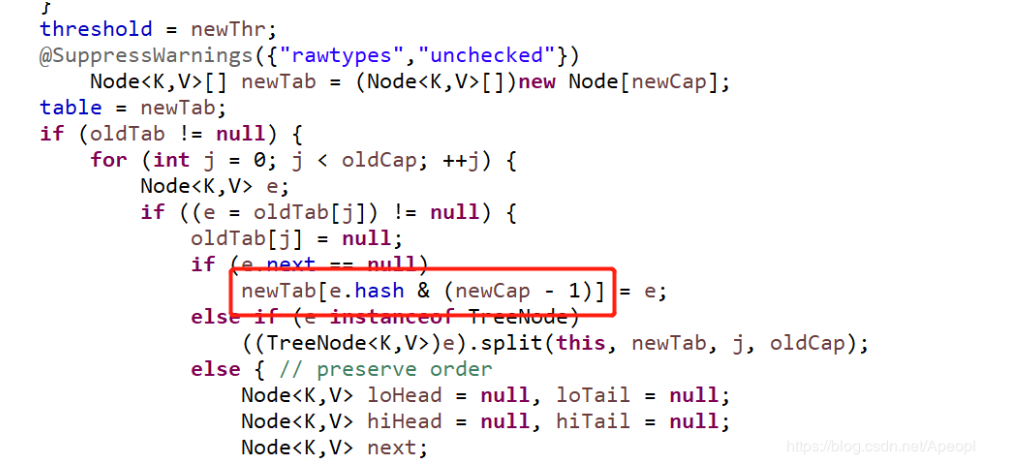 }
threshold = newThr;
@SuppressWarnings({"rawtypes","unchecked"})
Node<K,V>[] newTab = (Node<K,V>[])new Node[newCap];
table = newTab;
if (oldTab != null) {
for (int j = 0; j < oldCap; ++j) {
Node<K,V> e;
if ((e = oldTab[j]) != null) {
oldTab[j] = null;
if (e.next == null)
newTab[e.hash & (newCap - 1)] = e;
else if (e instanceof TreeNode)
((TreeNode<K,V>)e).split(this, newTab, j, oldCap);
else { // preserve order
Node<K,V> loHead = null, loTail = null;
Node<K,V> hiHead = null, hiTail = null;
Node<K,V> next;
https://blog.csdn.net/Apeopl